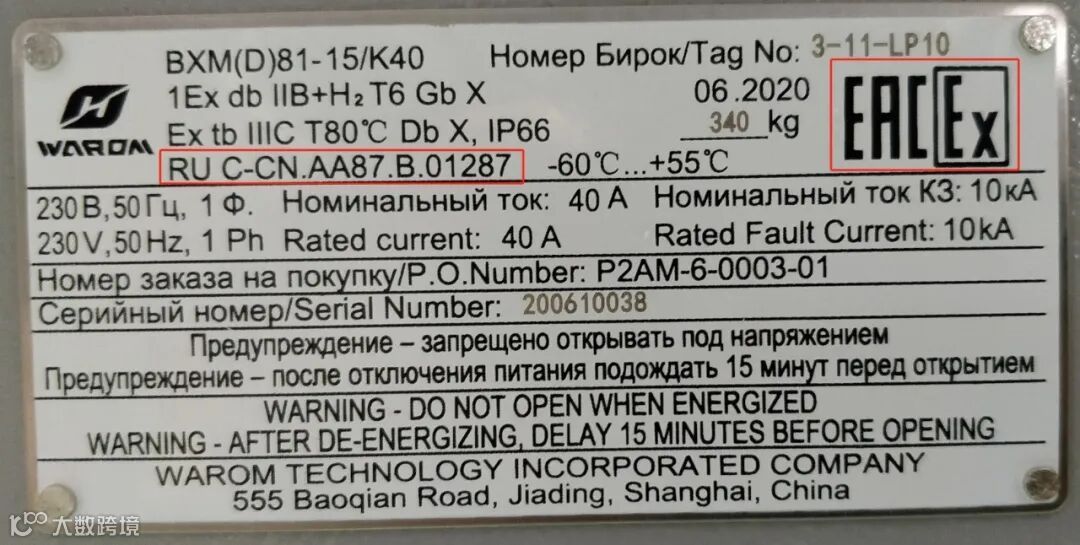 BXM(D)81-15/K40 Номер Бирок/Tag No: 3-11-LP10
1Ex db IIB+H₂ T6 Gb X 06.2020
Ex tb IIIC T80℃ Db X, IP66 340 kg
WAROM
EAC Ex
RU C-CN.AA87.B.01287 -60℃...+55℃
230 В, 50 Гц, 1 Ф. Номинальный ток: 40 А Номинальный ток КЗ: 10кА
230 V, 50 Hz, 1 Ph Rated current: 40 A Rated Fault Current: 10kA
Номер заказа на покупку/P.O.Number: P2AM-6-0003-01
Серийный номер/Serial Number: 200610038
Предупреждение – запрещено открывать под напряжением
Предупреждение – после отключения питания подождать 15 минут перед открытием
WARNING - DO NOT OPEN WHEN ENERGIZED
WARNING - AFTER DE-ENERGIZING, DELAY 15 MINUTES BEFORE OPENING
WAROM TECHNOLOGY INCORPORATED COMPANY
555 Baoqian Road, Jiading, Shanghai, China
大数跨境